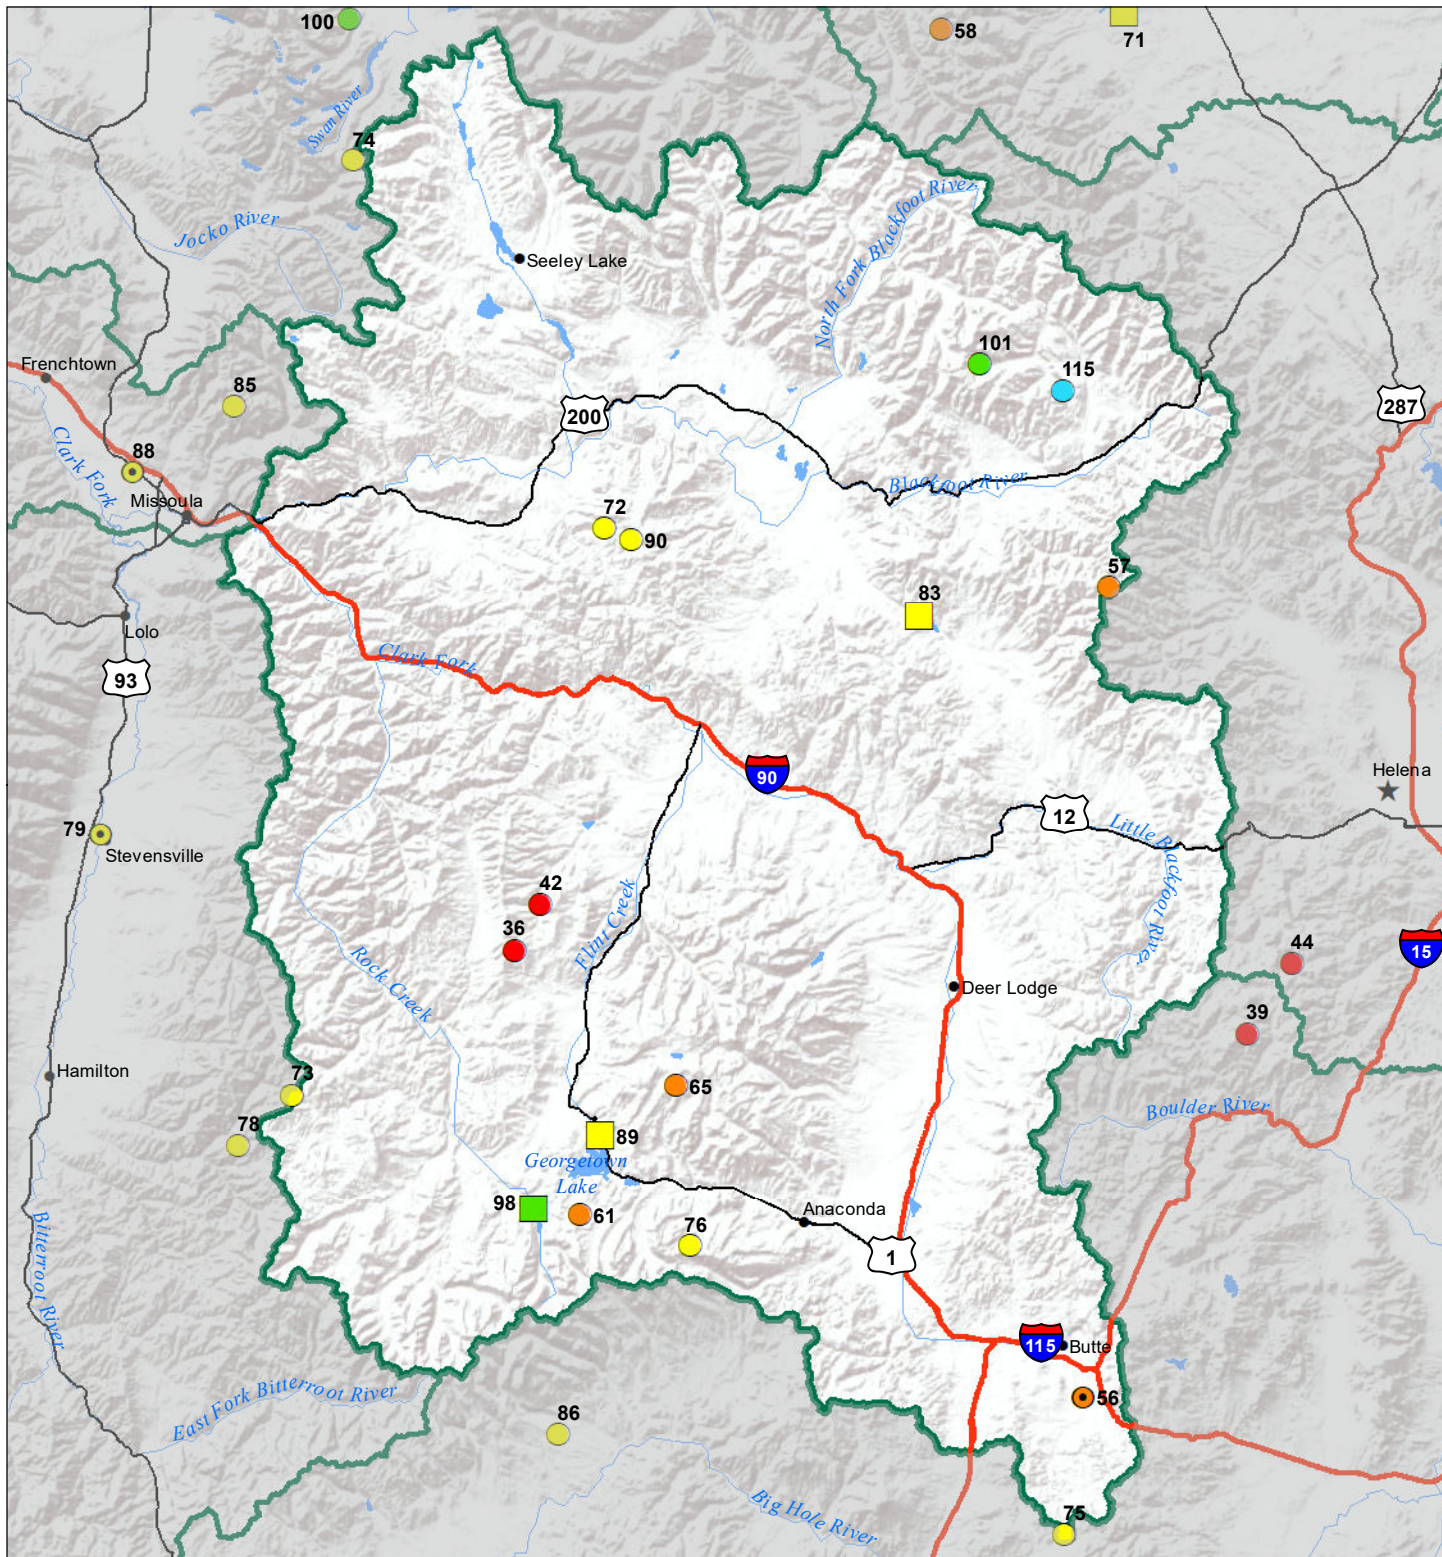 100
58
71
Swan River
74
Jocko River
North Fork Blackfoot River
Seeley Lake
101
115
Frenchtown
85
200
287
88
Clark Fork
Missoula
Blackfoot River
72
90
57
83
Lolo
Clark Fork
93
90
Helena
12
Little Blackfoot River
79
Stevensville
42
Flint Creek
36
44
15
Rock Creek
Deer Lodge
39
Hamilton
73
65
Boulder River
78
89
Georgetown
Lake
98
61
76
Anaconda
1
Bitterroot River
115
Butte
East Fork Bitterroot River
56
86
Big Hole River
75